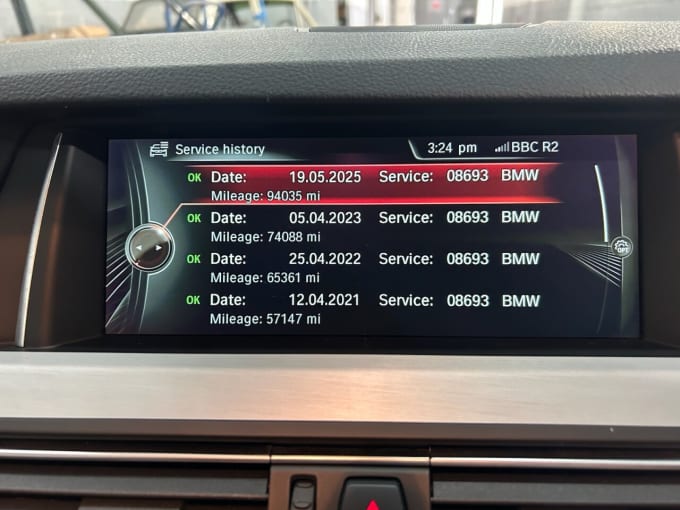 Service history 3:24 pm BBC R2
OK Date: 19.05.2025 Service: 08693 BMW
Mileage: 94035 mi
OK Date: 05.04.2023 Service: 08693 BMW
Mileage: 74088 mi
OK Date: 25.04.2022 Service: 08693 BMW
Mileage: 65361 mi
OK Date: 12.04.2021 Service: 08693 BMW
Mileage: 57147 mi
OPT